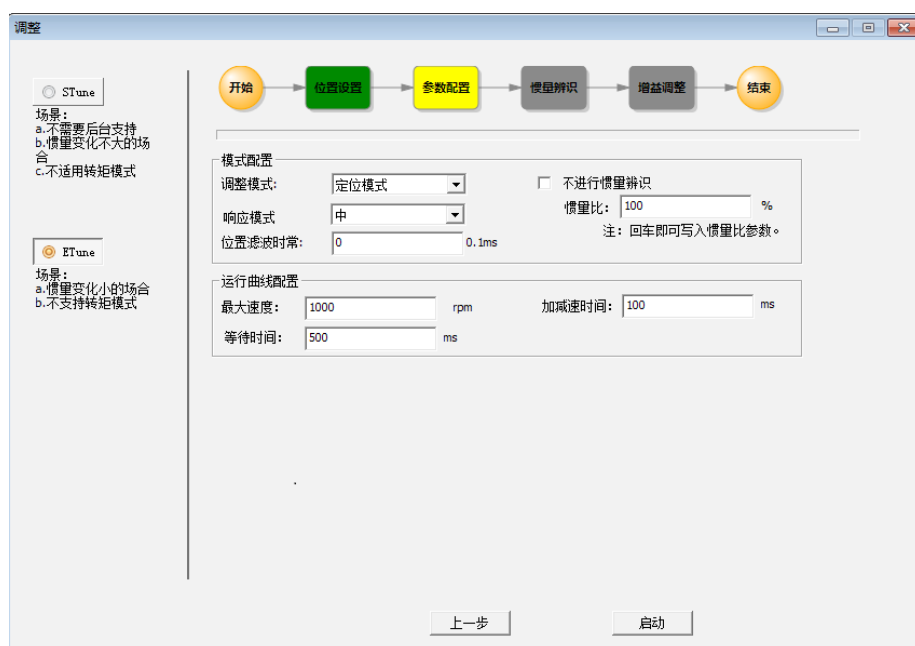 调整
开始
位置设置
参数配置
惯量辨识
增益调整
结束
STune
场景:
a.不需要后台支持
b.惯量变化不大的场
合
c.不适用转矩模式
ETune
场景:
a.惯量变化小的场合
b.不支持转矩模式
模式配置
调整模式: 定位模式
不进行惯量辨识
响应模式 中
惯量比: 100 %
注: 回车即可写入惯量比参数。
位置滤波时常: 0 0.1ms
运行曲线配置
最大速度: 1000 rpm
加减速时间: 100 ms
等待时间: 500 ms
上一步
启动